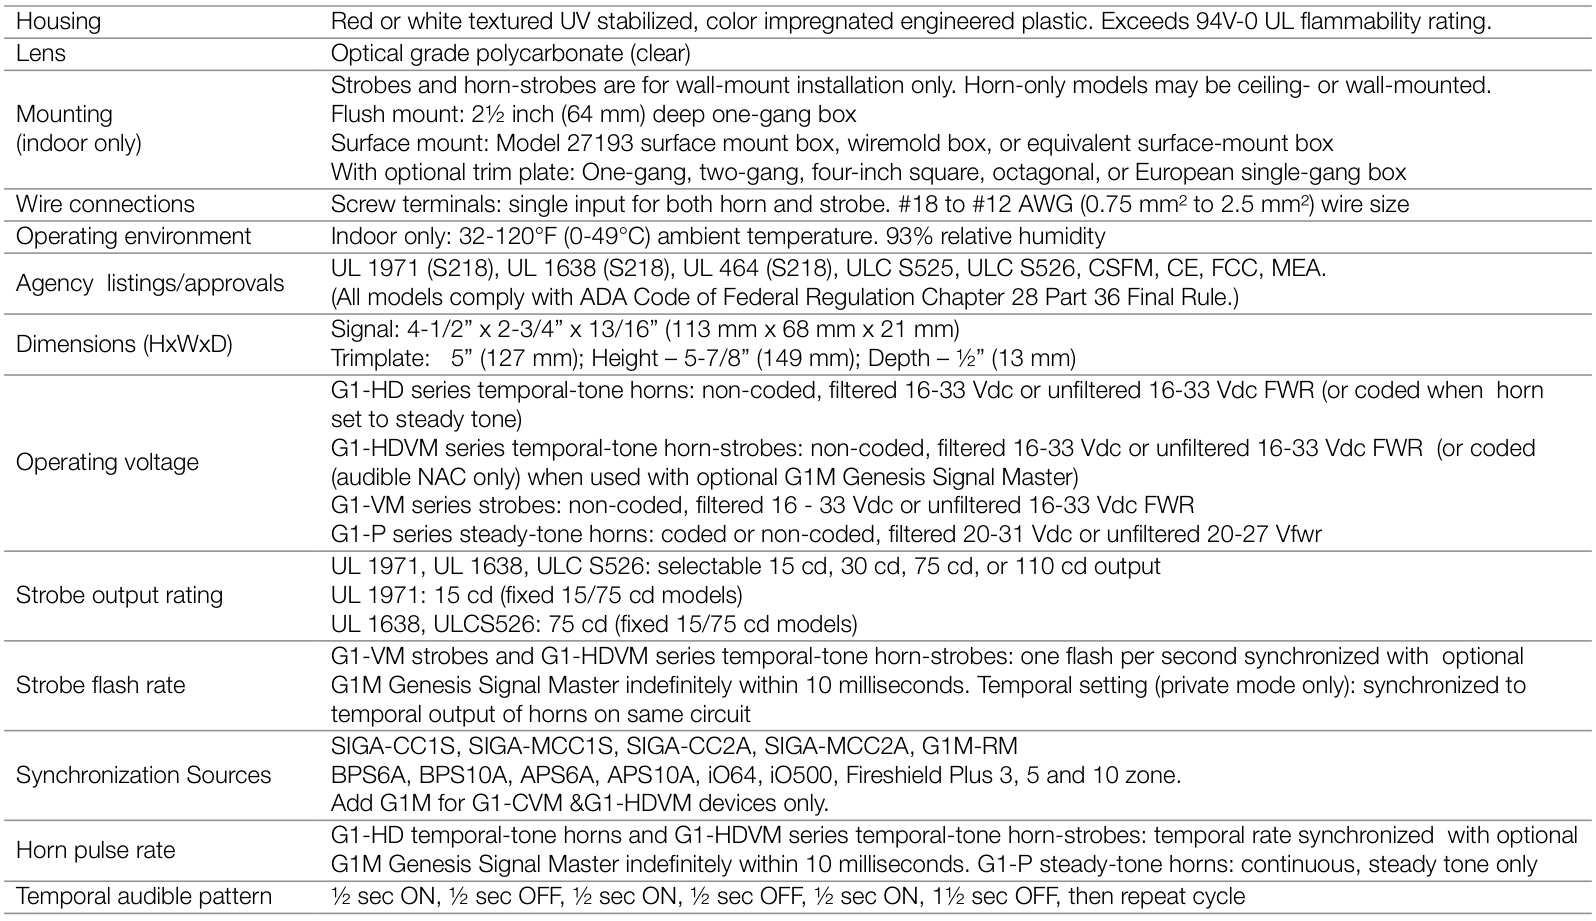 Housing
Red or white textured UV stabilized, color impregnated engineered plastic. Exceeds 94V-0 UL flammability rating.
Lens
Optical grade polycarbonate (clear)
Mounting
(indoor only)
Strobes and horn-strobes are for wall-mount installation only. Horn-only models may be ceiling- or wall-mounted.
Flush mount: 2½ inch (64 mm) deep one-gang box
Surface mount: Model 27193 surface mount box, wiremold box, or equivalent surface-mount box
With optional trim plate: One-gang, two-gang, four-inch square, octagonal, or European single-gang box
Wire connections
Screw terminals: single input for both horn and strobe. #18 to #12 AWG (0.75 mm² to 2.5 mm²) wire size
Operating environment
Indoor only: 32-120°F (0-49°C) ambient temperature. 93% relative humidity
Agency listings/approvals
UL 1971 (S218), UL 1638 (S218), UL 464 (S218), ULC S525, ULC S526, CSFM, CE, FCC, MEA.
(All models comply with ADA Code of Federal Regulation Chapter 28 Part 36 Final Rule.)
Dimensions (HxWxD)
Signal: 4-1/2” x 2-3/4” x 13/16” (113 mm x 68 mm x 21 mm)
Trimplate: 5” (127 mm); Height – 5-7/8” (149 mm); Depth – ½” (13 mm)
Operating voltage
G1-HD series temporal-tone horns: non-coded, filtered 16-33 Vdc or unfiltered 16-33 Vdc FWR (or coded when horn
set to steady tone)
G1-HDVM series temporal-tone horn-strobes: non-coded, filtered 16-33 Vdc or unfiltered 16-33 Vdc FWR (or coded
(audible NAC only) when used with optional G1M Genesis Signal Master)
G1-VM series strobes: non-coded, filtered 16 - 33 Vdc or unfiltered 16-33 Vdc FWR
G1-P series steady-tone horns: coded or non-coded, filtered 20-31 Vdc or unfiltered 20-27 Vfwr
Strobe output rating
UL 1971, UL 1638, ULC S526: selectable 15 cd, 30 cd, 75 cd, or 110 cd output
UL 1971: 15 cd (fixed 15/75 cd models)
UL 1638, ULCS526: 75 cd (fixed 15/75 cd models)
Strobe flash rate
G1-VM strobes and G1-HDVM series temporal-tone horn-strobes: one flash per second synchronized with optional
G1M Genesis Signal Master indefinitely within 10 milliseconds. Temporal setting (private mode only): synchronized to
temporal output of horns on same circuit
Synchronization Sources
SIGA-CC1S, SIGA-MCC1S, SIGA-CC2A, SIGA-MCC2A, G1M-RM
BPS6A, BPS10A, APS6A, APS10A, iO64, iO500, Fireshield Plus 3, 5 and 10 zone.
Add G1M for G1-CVM &G1-HDVM devices only.
Horn pulse rate
G1-HD temporal-tone horns and G1-HDVM series temporal-tone horn-strobes: temporal rate synchronized with optional
G1M Genesis Signal Master indefinitely within 10 milliseconds. G1-P steady-tone horns: continuous, steady tone only
Temporal audible pattern
½ sec ON, ½ sec OFF, ½ sec ON, ½ sec OFF, ½ sec ON, 1½ sec OFF, then repeat cycle